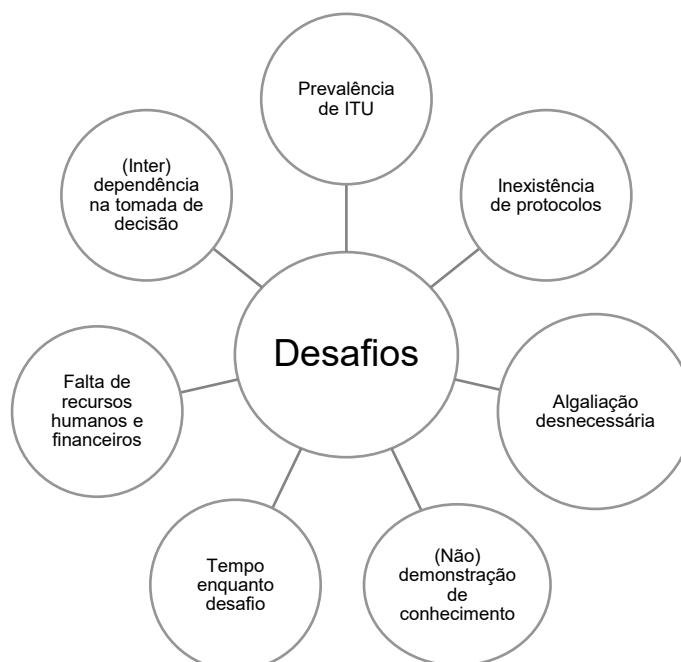 Prevalência
de ITU
Inexistência
de protocolos
Algaliação
desnecessária
(Não)
demonstração
de
conhecimento
Tempo
enquanto
desafio
Falta de
recursos
humanos e
financeiros
(Inter)
dependência
na tomada de
decisão
Desafios